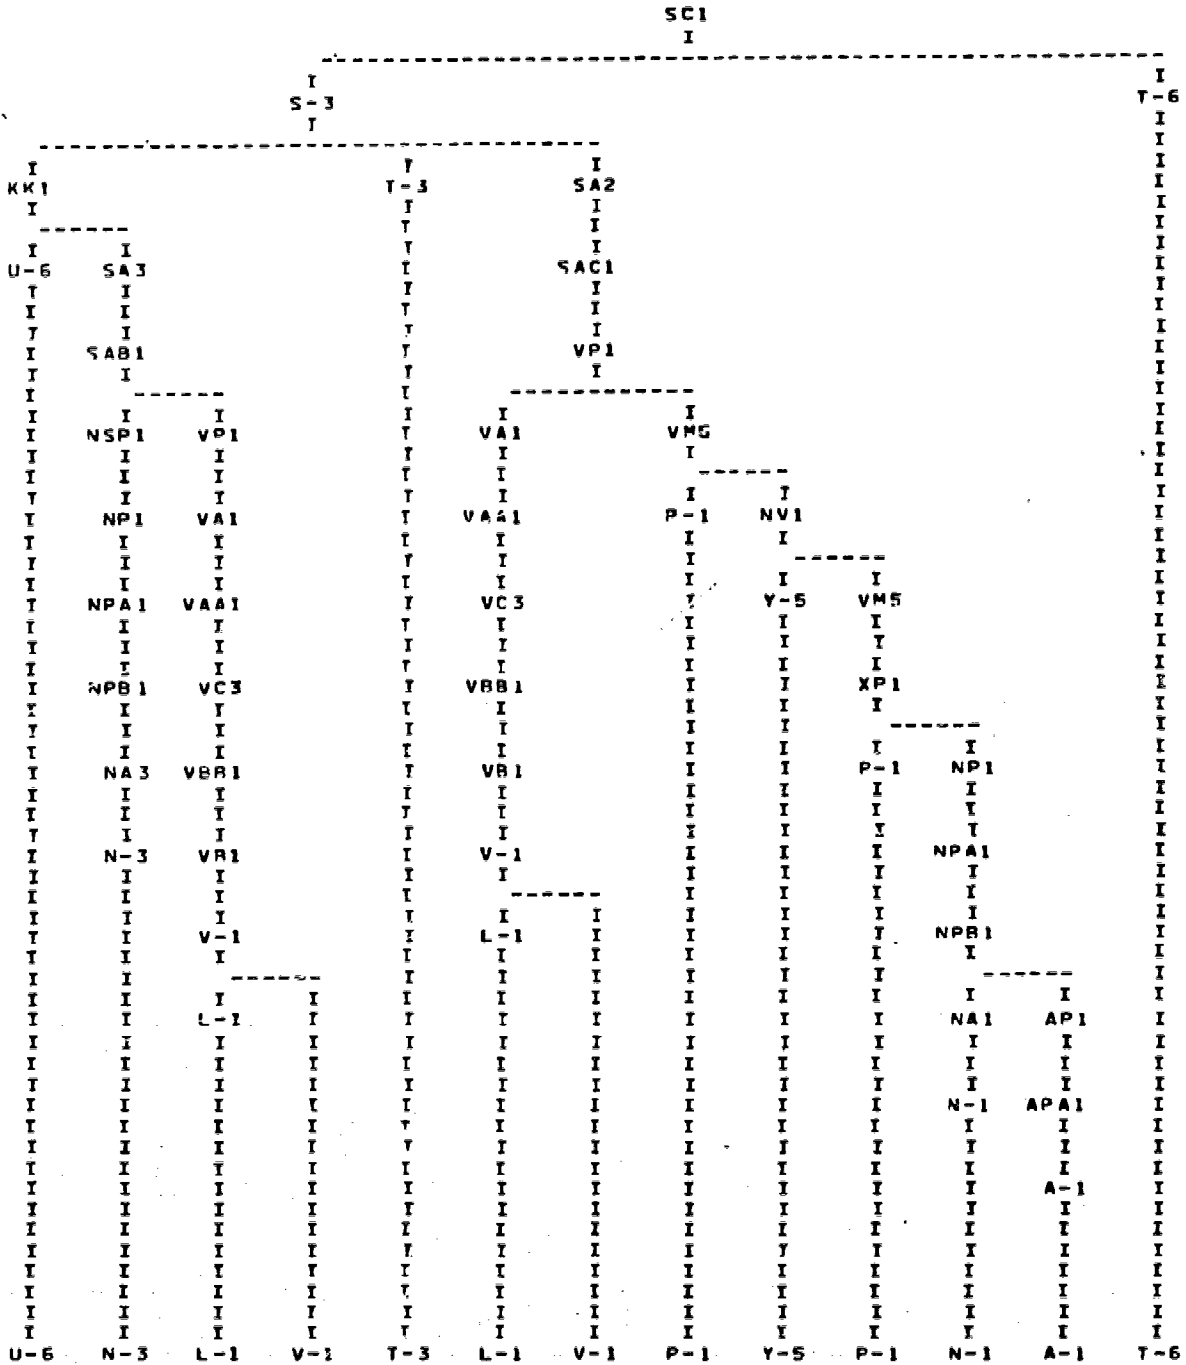 SC1
S-3 T-6
KK1 T-3 SA2
U-6 SA3 SAC1
SAB1 VP1
NSP1 VP1 VA1 VM5
NP1 VA1 VAA1 P-1 NV1
NPA1 VAA1 VC3 Y-5 VM5
NPB1 VC3 VBB1 XP1
NA3 VBB1 VB1 P-1 NP1
N-3 VB1 V-1 NPA1
V-1 L-1 NPB1
L-1 NA1 AP1
N-1 APA1
A-1
U-6 N-3 L-1 V-1 T-3 L-1 V-1 P-1 Y-5 P-1 N-1 A-1 T-6